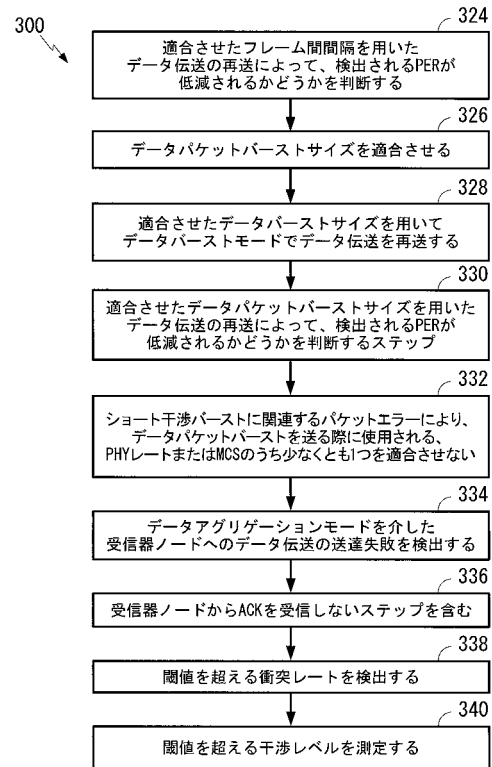 300
324
適合させたフレーム間間隔を用いた
データ伝送の再送によって、検出されるPERが
低減されるかどうかを判断する
326
データパケットバーストサイズを適合させる
328
適合させたデータバーストサイズを用いて
データバーストモードでデータ伝送を再送する
330
適合させたデータパケットバーストサイズを用いた
データ伝送の再送によって、検出されるPERが
低減されるかどうかを判断するステップ
332
ショート干渉バーストに関連するパケットエラーにより、
データパケットバーストを送る際に使用される、
PHYレートまたはMCSのうち少なくとも1つを適合させない
334
データアグリゲーションモードを介した
受信器ノードへのデータ伝送の送達失敗を検出する
336
受信器ノードからACKを受信しないステップを含む
338
閾値を超える衝突レートを検出する
340
閾値を超える干渉レベルを測定する